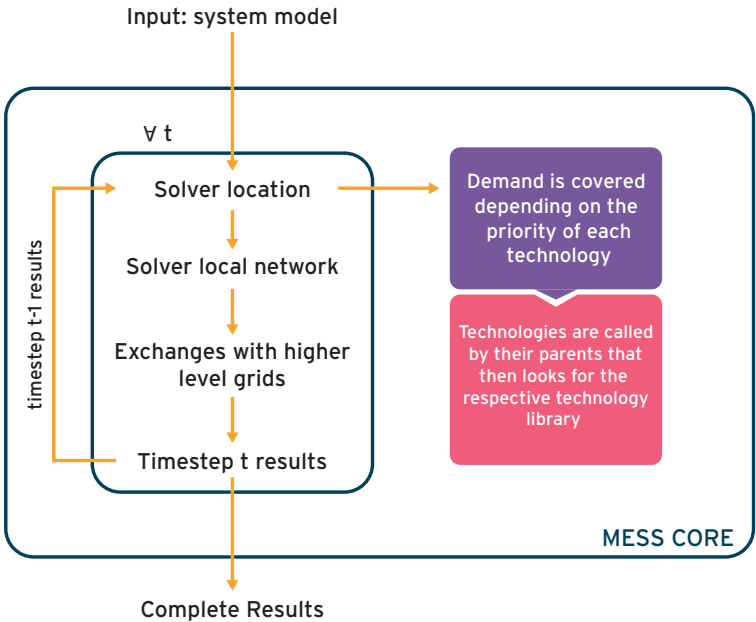 Input: system model
∀ t
Solver location
Solver local network
Exchanges with higher
level grids
Timestep t results
timestep t-1 results
Demand is covered
depending on the
priority of each
technology
Technologies are called
by their parents that
then looks for the
respective technology
library
MESS CORE
Complete Results